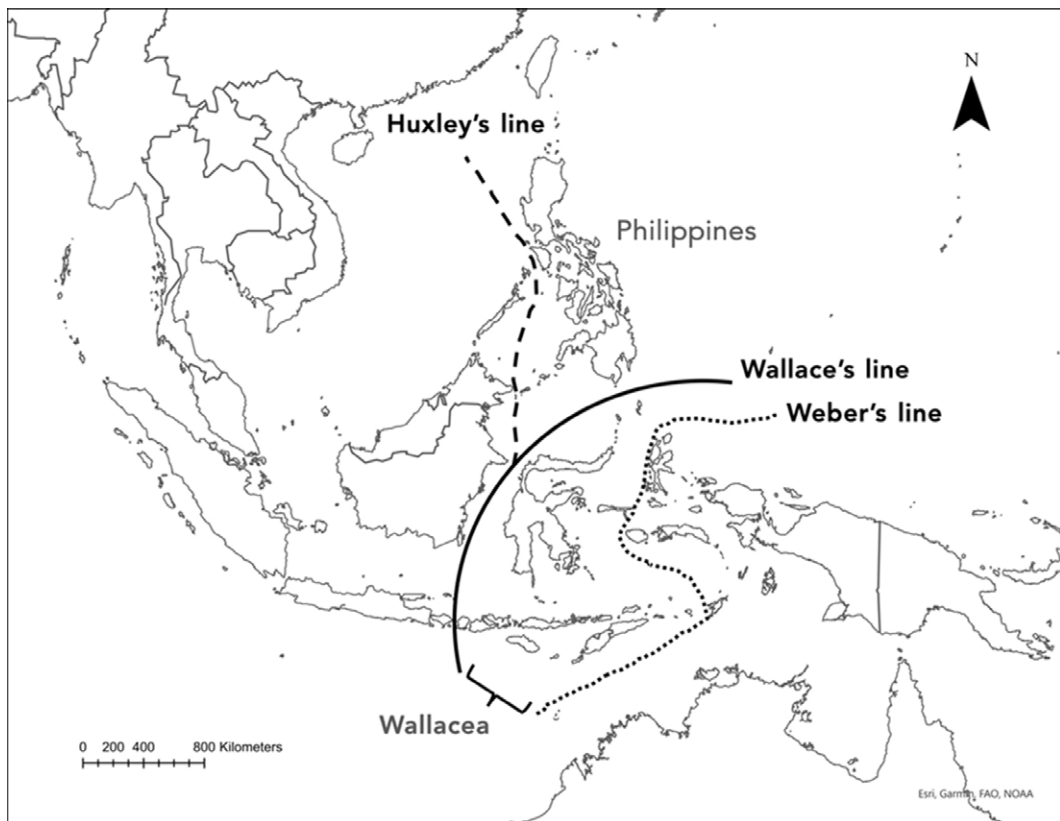 N
Huxley’s line
Philippines
Wallace’s line
Weber’s line
Wallacea
0 200 400 800 Kilometers
Esri, Garmin, FAO, NOAA